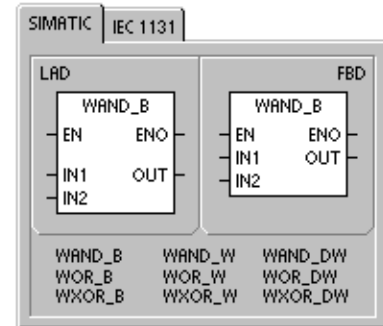 SIMATIC IEC 1131
LAD FBD
WAND_B WAND_B
EN ENO EN ENO
IN1 OUT IN1 OUT
IN2 IN2
WAND_B WAND_W WAND_DW
WOR_B WOR_W WOR_DW
WXOR_B WXOR_W WXOR_DW